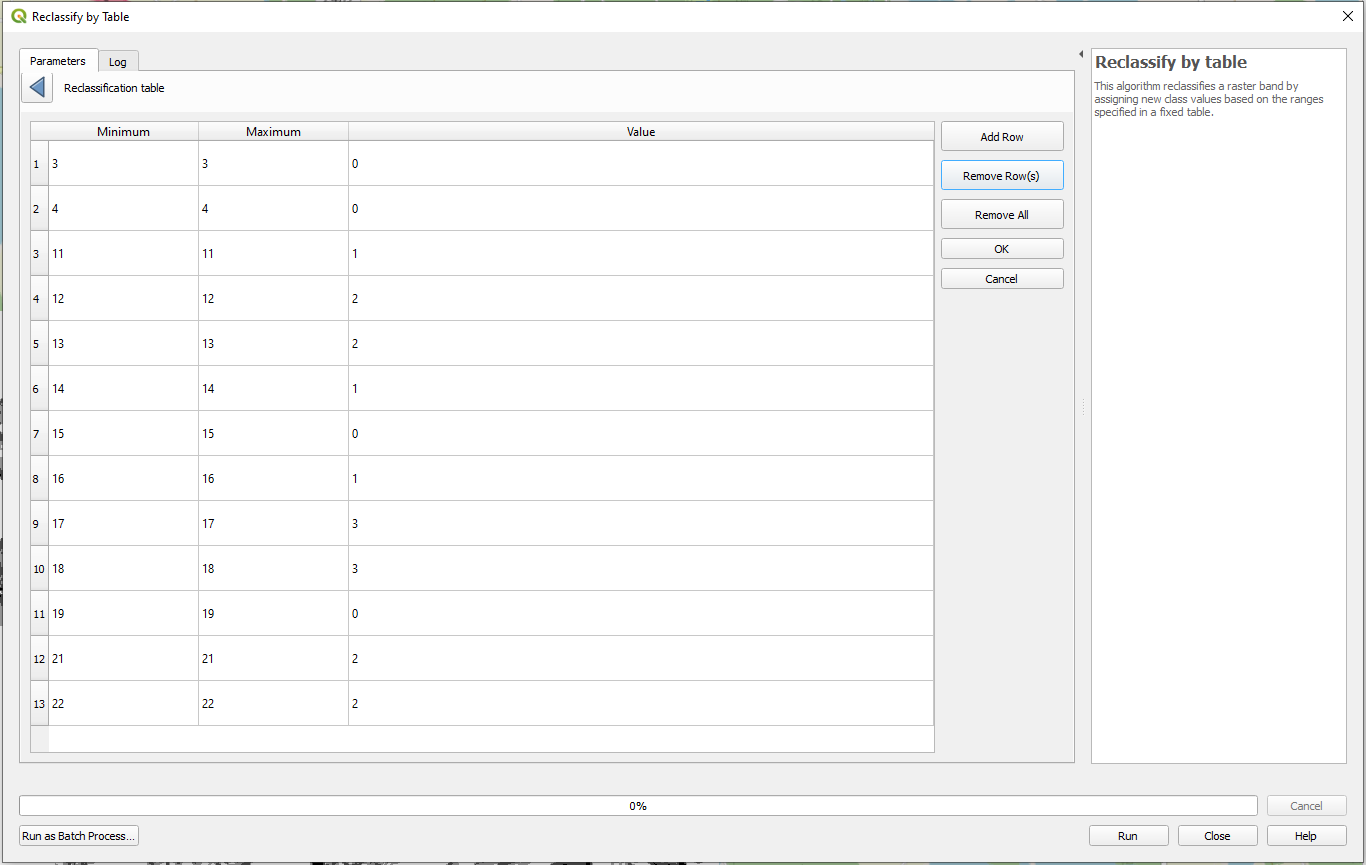 Reclassify by Table
Parameters
Log
Reclassification table
Minimum Maximum Value
1 3 3 0
2 4 4 0
3 11 11 1
4 12 12 2
5 13 13 2
6 14 14 1
7 15 15 0
8 16 16 1
9 17 17 3
10 18 18 3
11 19 19 0
12 21 21 2
13 22 22 2
Add Row
Remove Row(s)
Remove All
OK
Cancel
Reclassify by table
This algorithm reclassifies a raster band by
assigning new class values based on the ranges
specified in a fixed table.
0%
Cancel
Run as Batch Process...
Run
Close
Help